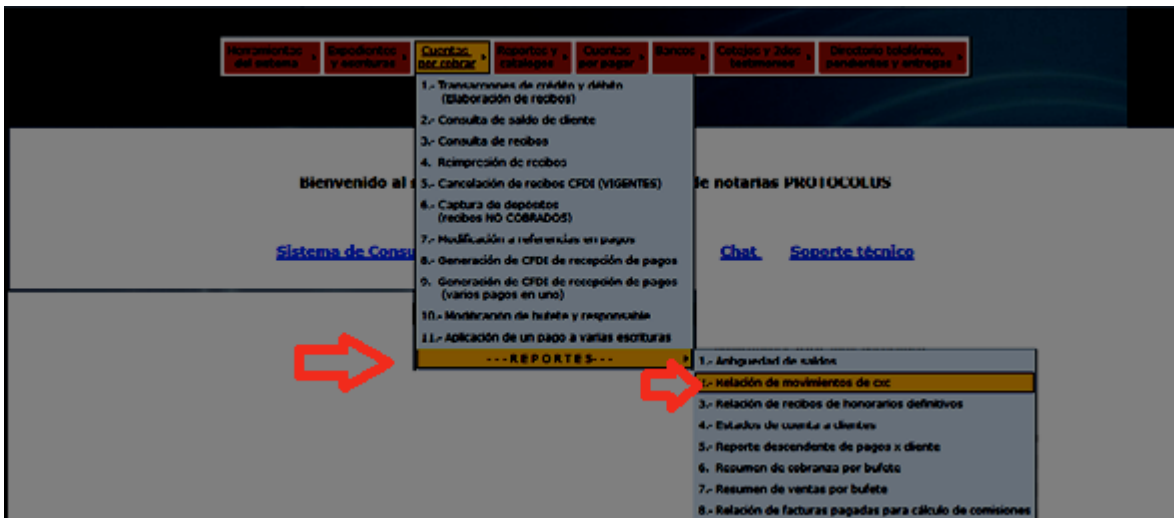 Herramientas del sistema
Expedientes y escrituras
Cuentas por cobrar
Reportes y catalogos
Cuentas por pagar
Bancos
Cotejos y 2dos testimonios
Directorio telefónico, pendientes y entregas
1.- Transacciones de crédito y débito
(Elaboración de recibos)
2.- Consulta de saldo de cliente
3.- Consulta de recibos
4. Reimpresión de recibos
Bienvenido al
5.- Cancelación de recibos CFDI (VIGENTES)
de notarias PROTOCOLUS
6.- Captura de depósitos
(recibos NO COBRADOS)
7.- Modificación a referencias en pagos
Sistema de Consu
Chat
Soporte técnico
8.- Generación de CFDI de recepción de pagos
9. Generación de CFDI de recepción de pagos
(varios pagos en uno)
10.- Modificación de bufete y responsable
11.- Aplicación de un pago a varias escrituras
---REPORTES---
1.- Antiguedad de saldos
2.- Relación de movimientos de cxc
3.- Relación de recibos de honorarios definitivos
4.- Estados de cuenta a clientes
5.- Reporte descendente de pagos x cliente
6. Resumen de cobranza por bufete
7.- Resumen de ventas por bufete
8.- Relación de facturas pagadas para cálculo de comisiones